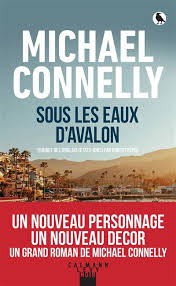 MICHAEL
CONNELLY
SOUS LES EAUX
D'AVALON
UN NOUVEAU PERSONNAGE
UN NOUVEAU DECOR
UN GRAND ROMAN DE MICHAEL CONNELLY
CALMANN